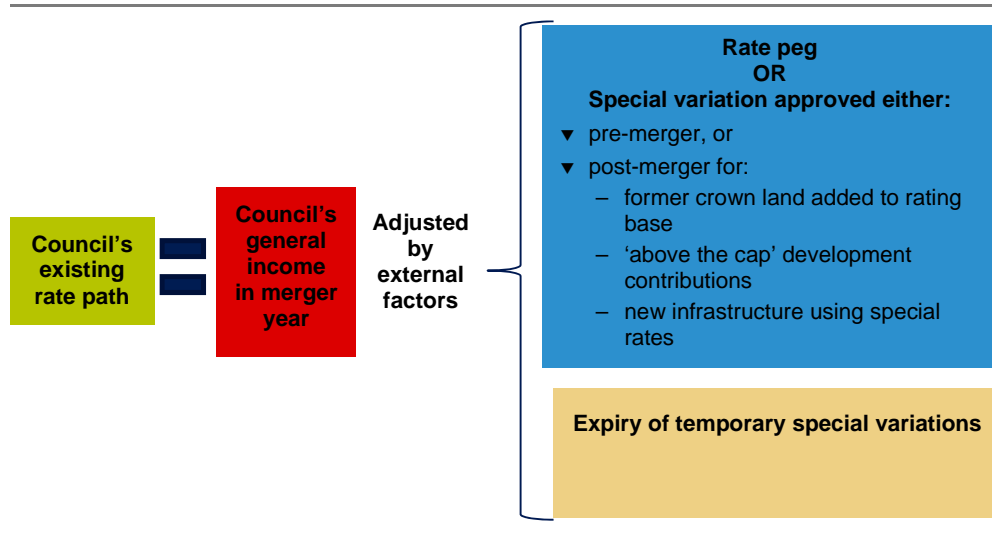 Council's
existing
rate path
Council's
general
income
in merger
year
Adjusted
by
external
factors
Rate peg
OR
Special variation approved either:
▼ pre-merger, or
▼ post-merger for:
– former crown land added to rating
base
– ‘above the cap’ development
contributions
– new infrastructure using special
rates
Expiry of temporary special variations